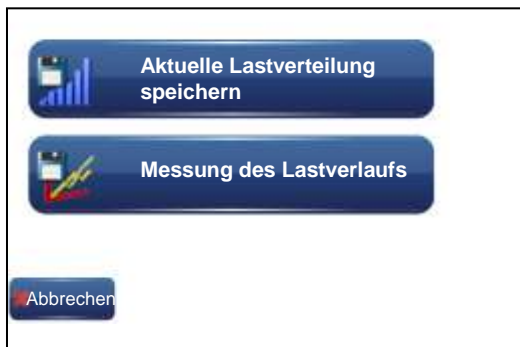 Aktuelle Lastverteilung
speichern
Messung des Lastverlaufs
Abbrechen